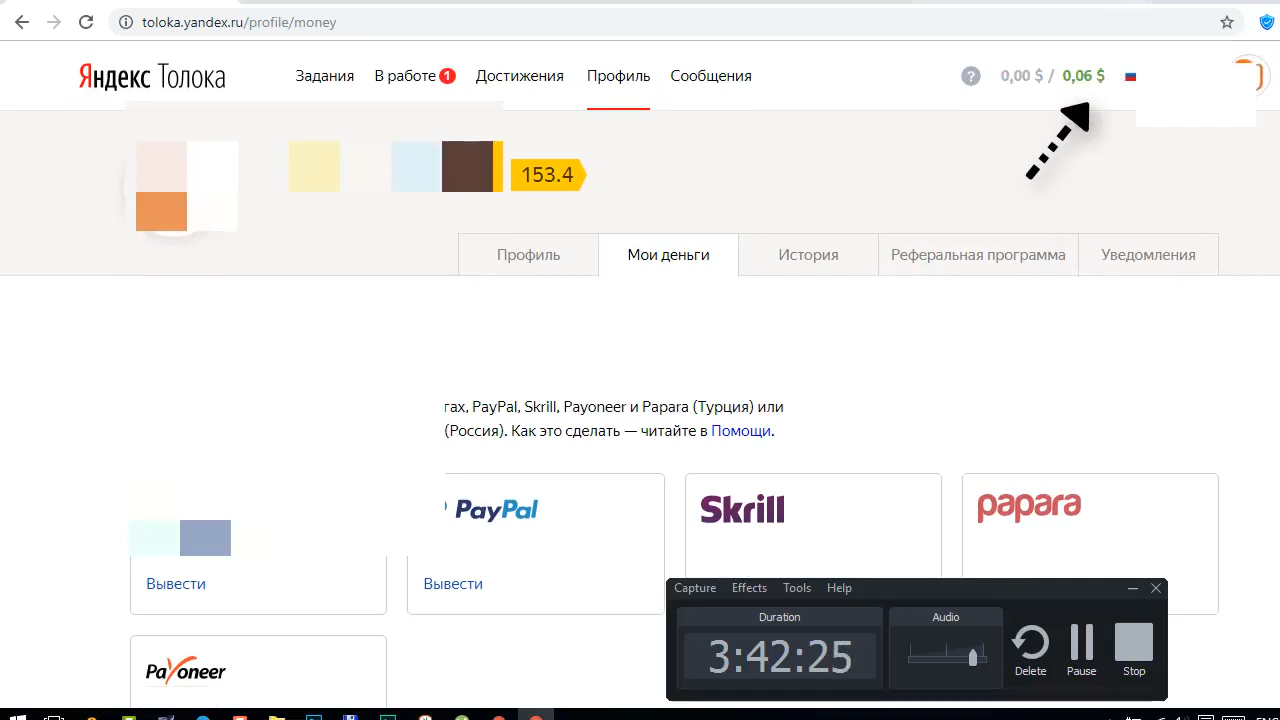 toloka.yandex.ru/profile/money
Яндекс Толока
Задания
В работе 1
Достижения
Профиль
Сообщения
?
0,00 $ / 0,06 $
153.4
Профиль
Мои деньги
История
Реферальная программа
Уведомления
PayPal, Skrill, Payoneer и Papara (Турция) или
(Россия). Как это сделать — читайте в Помощи.
PayPal
Skrill
papara
Вывести
Вывести
Payoneer
Capture Effects Tools Help
Duration
Audio
3:42:25
Delete
Pause
Stop